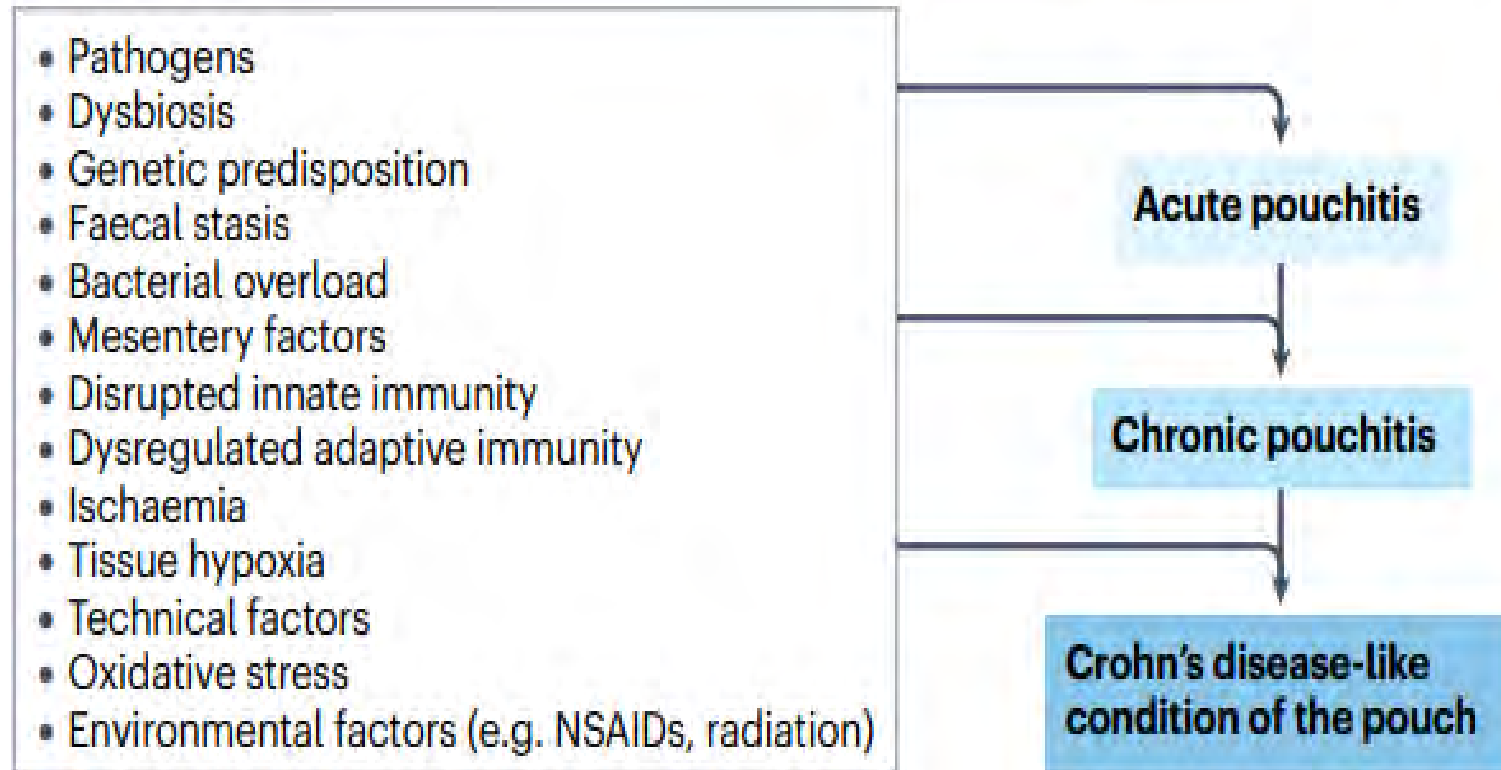 • Pathogens
• Dysbiosis
• Genetic predisposition
• Faecal stasis
• Bacterial overload
• Mesentery factors
• Disrupted innate immunity
• Dysregulated adaptive immunity
• Ischaemia
• Tissue hypoxia
• Technical factors
• Oxidative stress
• Environmental factors (e.g. NSAIDs, radiation)
Acute pouchitis
Chronic pouchitis
Crohn's disease-like
condition of the pouch